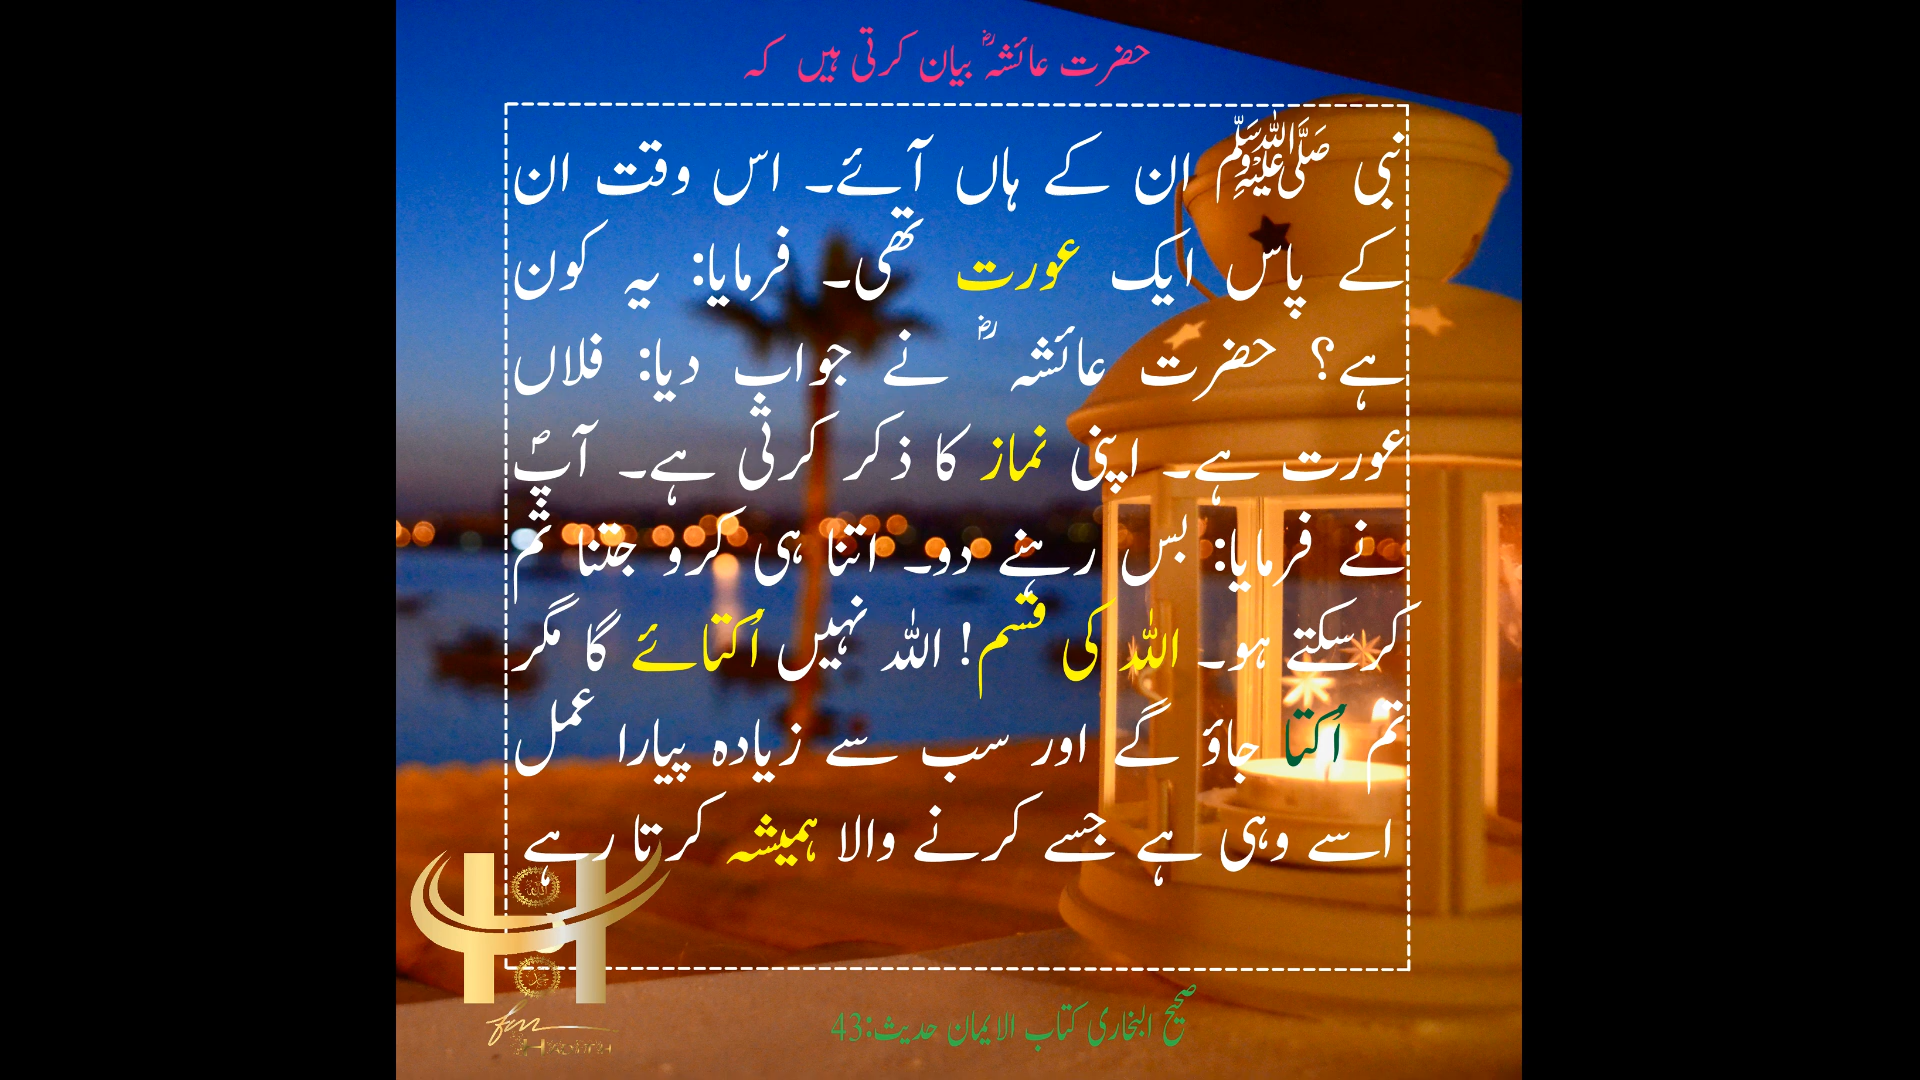 حضرت عائشہؓ بیان کرتی ہیں کہ
نبی ﷺ ان کے ہاں آئے۔ اس وقت ان
کے پاس ایک عورت تھی۔ فرمایا: یہ کون
ہے؟ حضرت عائشہ ؓ نے جواب دیا: فلاں
عورت ہے۔ اپنی نماز کا ذکر کرتی ہے۔ آپؐ
نے فرمایا: بس رہنے دو۔ اتنا ہی کرو جتنا تم
کرسکتے ہو۔ اللہ کی قسم! اللہ نہیں اُکتائے گا مگر
تم اُکتا جاؤ گے اور سب سے زیادہ پیارا عمل
اسے وہی ہے جسے کرنے والا ہمیشہ کرتا رہے
صحیح البخاری کتاب الایمان حدیث:43